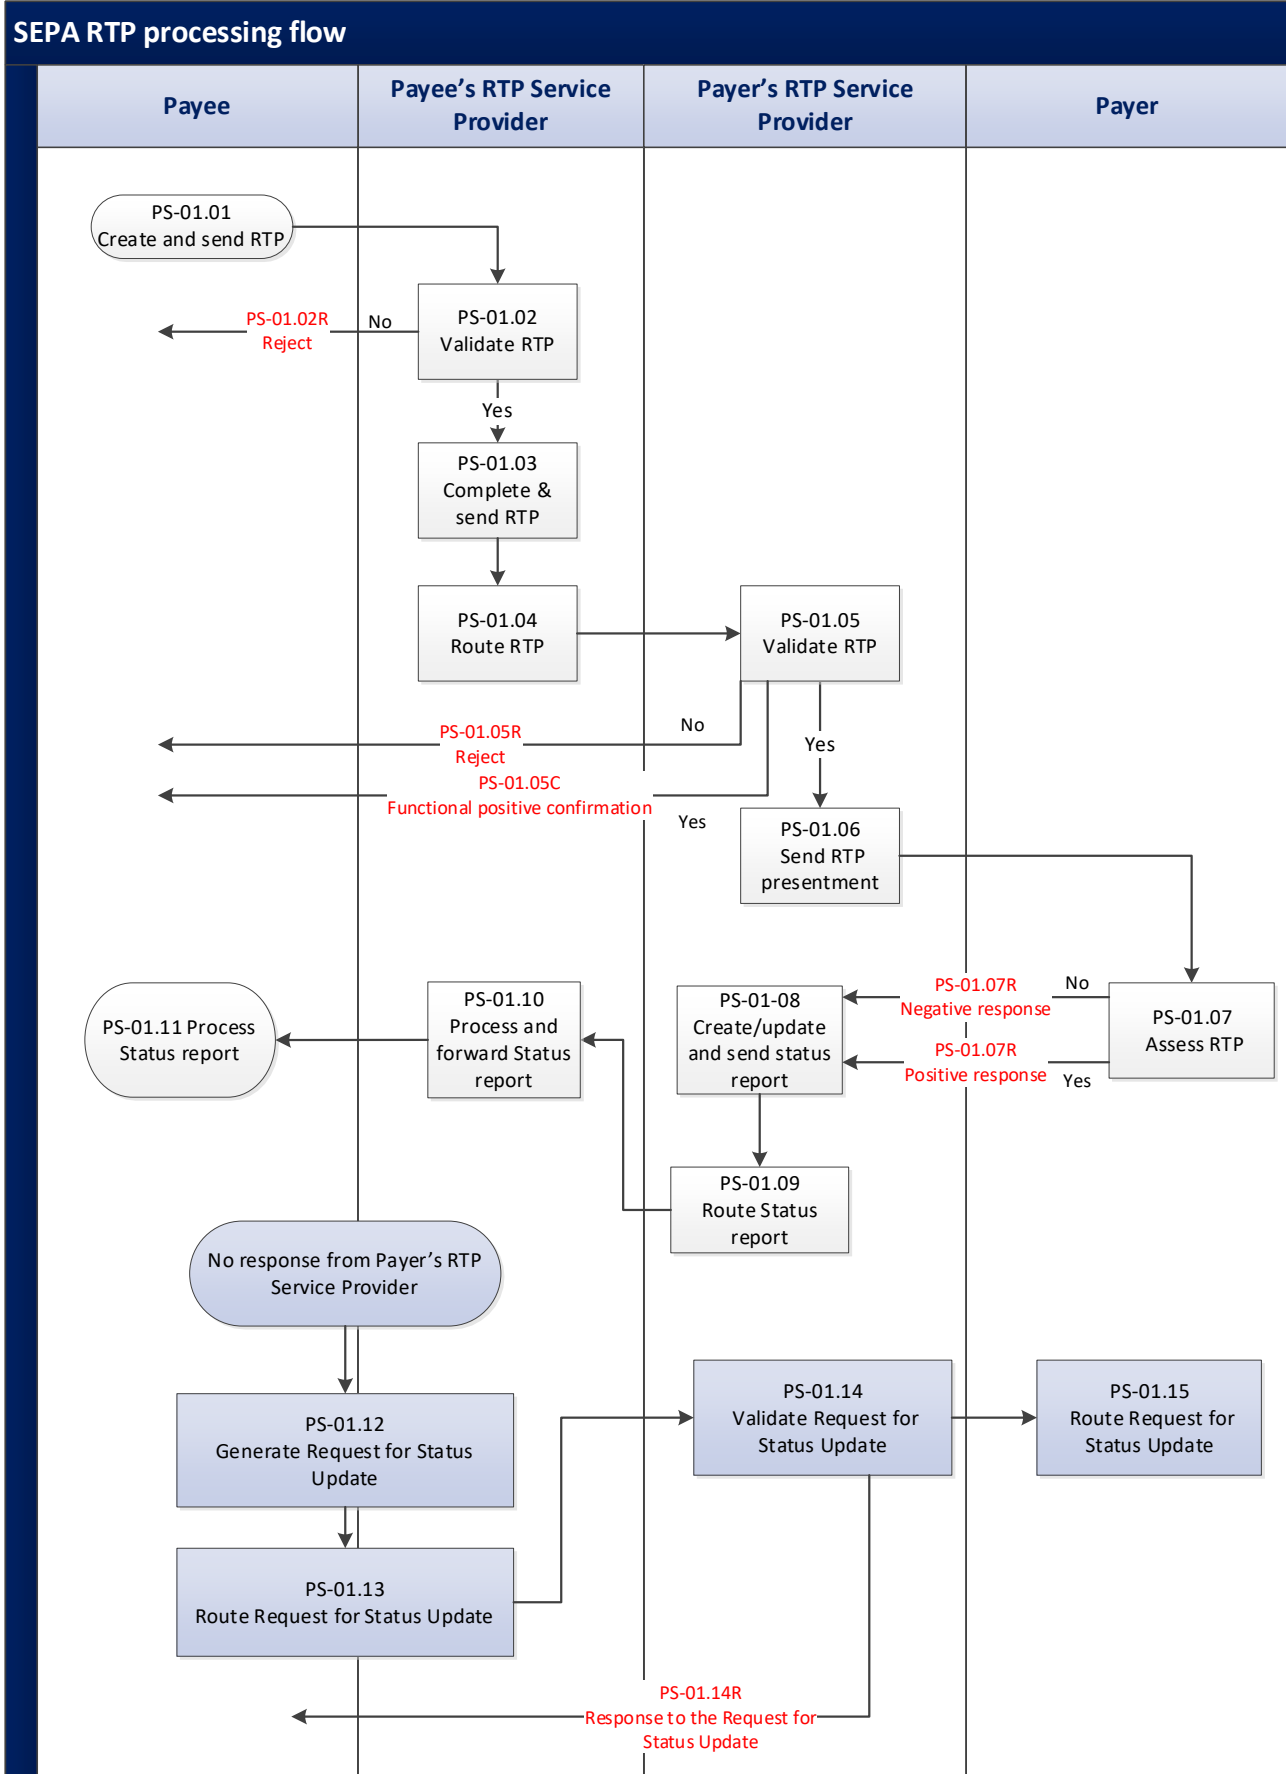 SEPA RTP processing flow
Payee
Payee’s RTP Service
Provider
Payer’s RTP Service
Provider
Payer
PS-01.01
Create and send RTP
PS-01.02R
Reject
No
PS-01.02
Validate RTP
Yes
PS-01.03
Complete &
send RTP
PS-01.04
Route RTP
PS-01.05
Validate RTP
PS-01.05R
Reject
No
Yes
PS-01.05C
Functional positive confirmation
Yes
PS-01.06
Send RTP
presentment
PS-01.07R
Negative response
No
PS-01.07
Assess RTP
PS-01.07R
Positive response
Yes
PS-01-08
Create/update
and send status
report
PS-01.10
Process and
forward Status
report
PS-01.11 Process
Status report
PS-01.09
Route Status
report
No response from Payer’s RTP
Service Provider
PS-01.12
Generate Request for Status
Update
PS-01.14
Validate Request for
Status Update
PS-01.15
Route Request for
Status Update
PS-01.13
Route Request for Status Update
PS-01.14R
Response to the Request for
Status Update